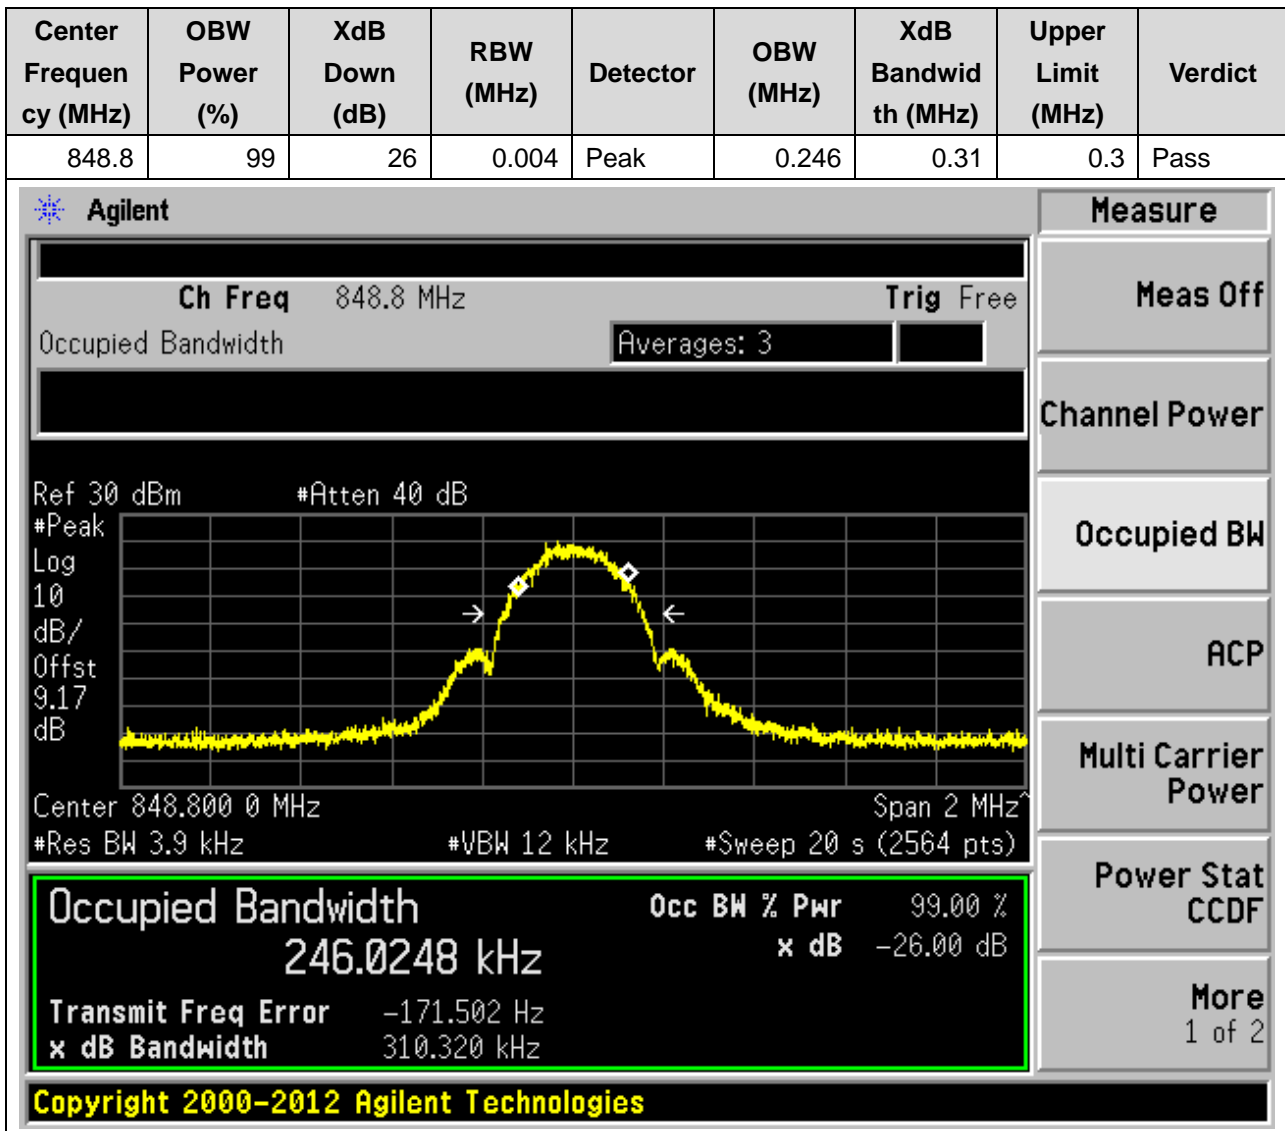 Center Frequen cy (MHz) OBW Power (%) XdB Down (dB) RBW (MHz) Detector OBW (MHz) XdB Bandwid th (MHz) Upper Limit (MHz) Verdict
848.8 99 26 0.004 Peak 0.246 0.31 0.3 Pass
Agilent
Ch Freq 848.8 MHz Trig Free
Occupied Bandwidth Averages: 3
Ref 30 dBm #Atten 40 dB
#Peak
Log
10
dB/
Offst
9.17
dB
Center 848.800 0 MHz Span 2 MHz^
#Res BW 3.9 kHz #VBW 12 kHz #Sweep 20 s (2564 pts)
Occupied Bandwidth Occ BW % Pwr 99.00 %
246.0248 kHz x dB -26.00 dB
Transmit Freq Error -171.502 Hz
x dB Bandwidth 310.320 kHz
Copyright 2000-2012 Agilent Technologies
Measure
Meas Off
Channel Power
Occupied BW
ACP
Multi Carrier
Power
Power Stat
CCDF
More
1 of 2